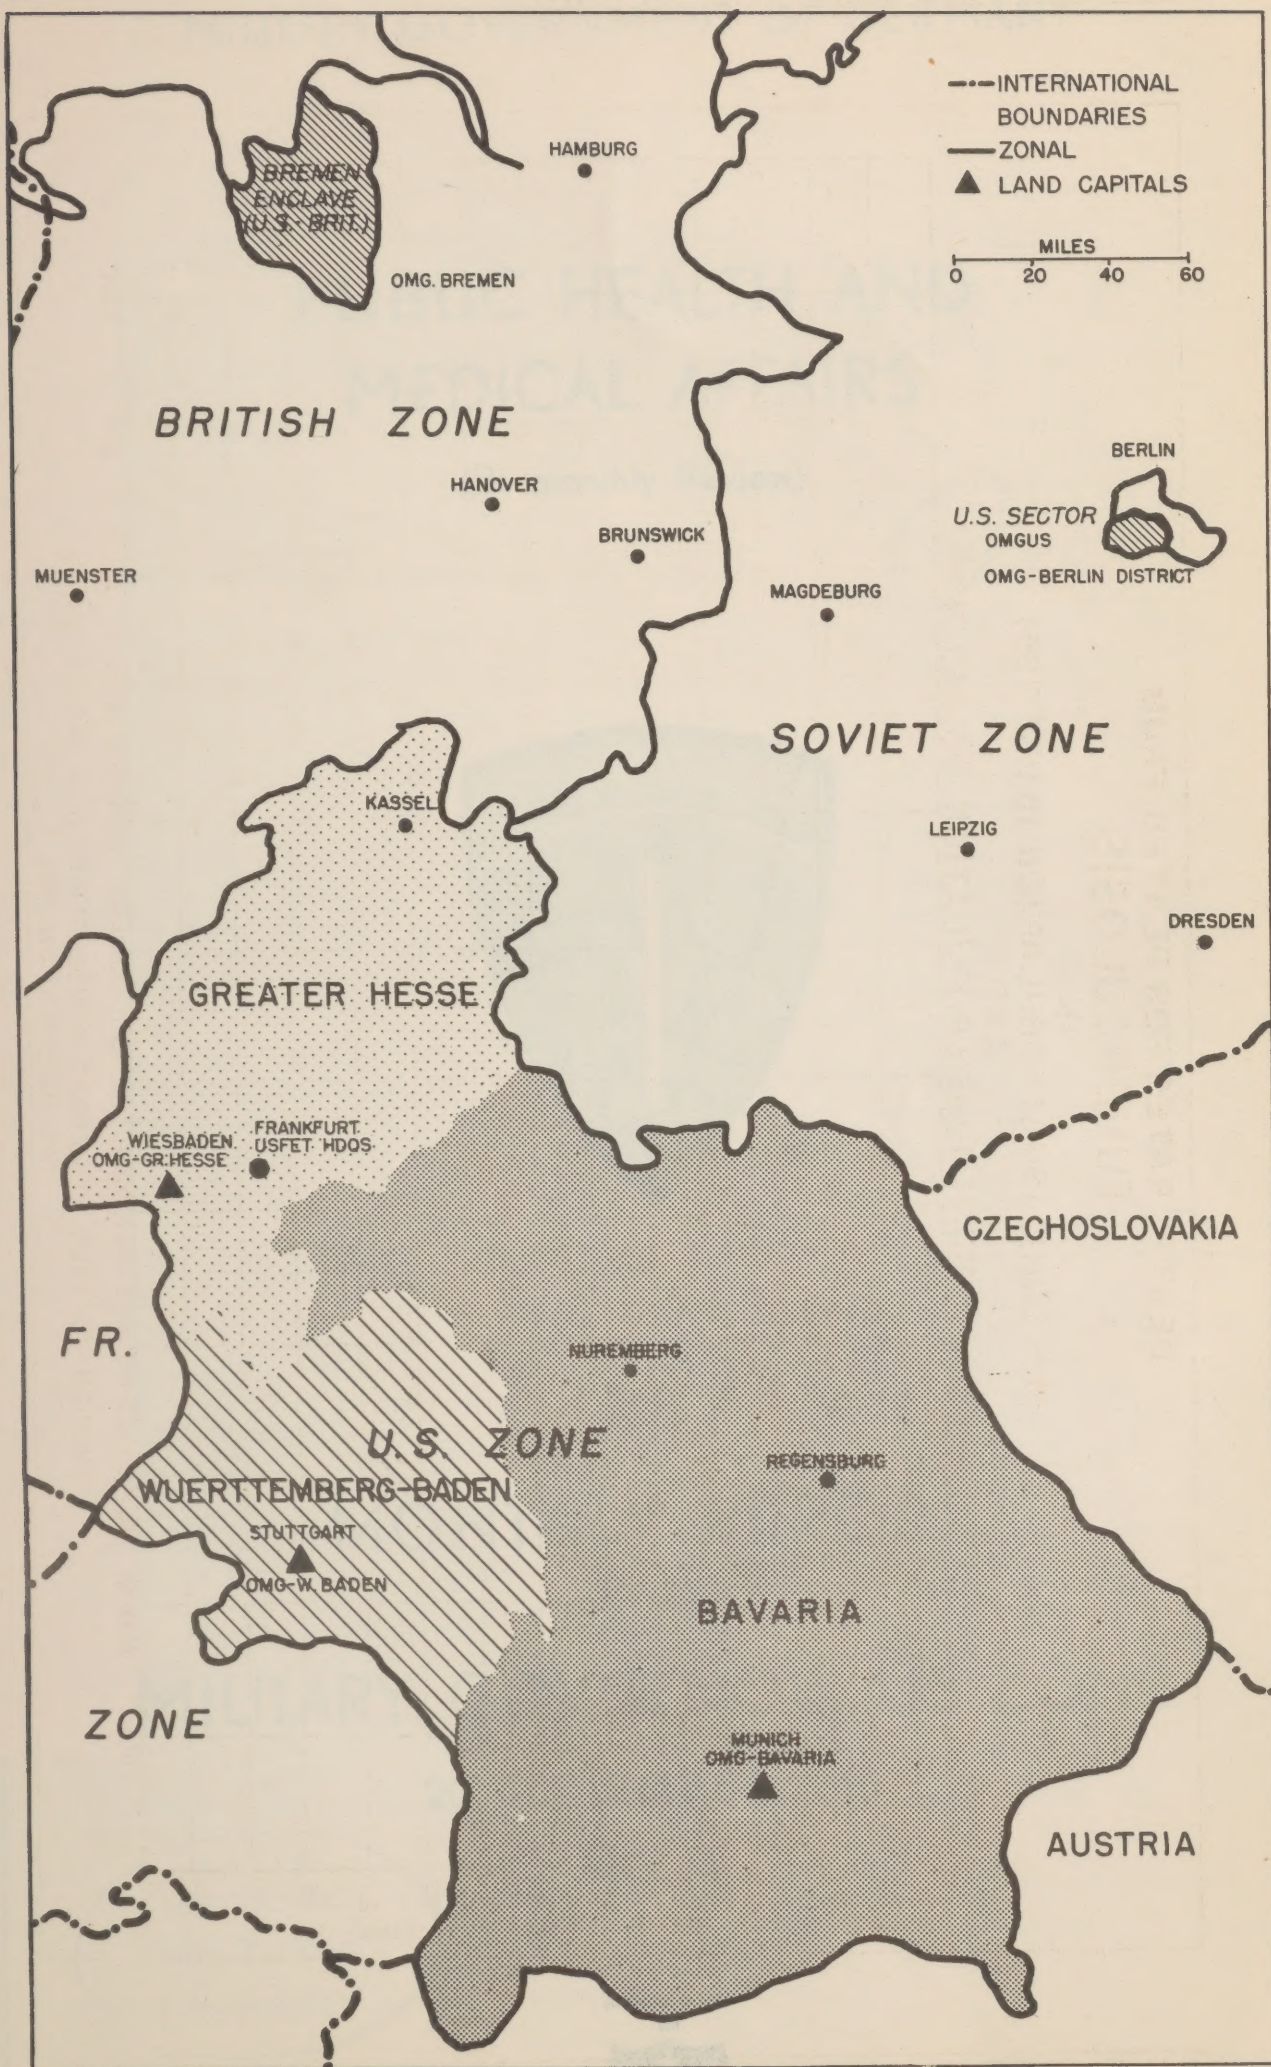 INTERNATIONAL
BOUNDARIES
ZONAL
LAND CAPITALS
MILES
0 20 40 60
HAMBURG
BREMEN
ENCLAVE
(U.S.-BRIT.)
OMG. BREMEN
BRITISH ZONE
HANOVER
BRUNSWICK
MUENSTER
BERLIN
U.S. SECTOR
OMGUS
OMG-BERLIN DISTRICT
MAGDEBURG
SOVIET ZONE
KASSEL
LEIPZIG
DRESDEN
GREATER HESSE
WIESBADEN
OMG-GR.HESSE
FRANKFURT
USFET HDQS
CZECHOSLOVAKIA
FR.
NUREMBERG
U.S. ZONE
REGENSBURG
WUERTTEMBERG-BADEN
STUTTGART
OMG-W. BADEN
BAVARIA
ZONE
MUNICH
OMG-BAVARIA
AUSTRIA